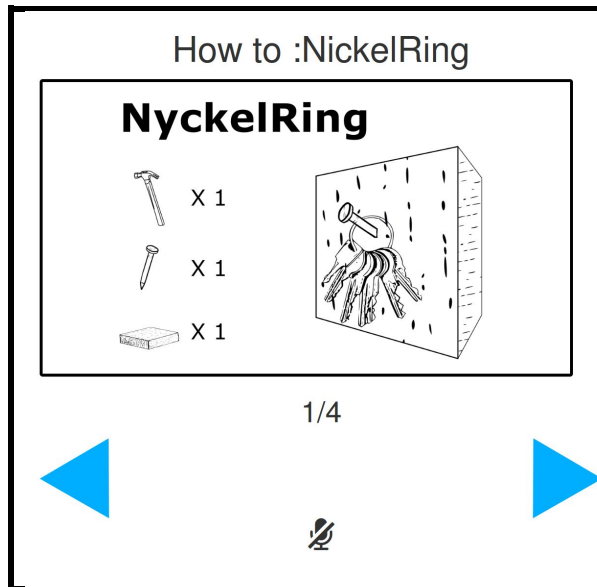 How to :NickelRing
NyckelRing
X 1
X 1
X 1
1/4